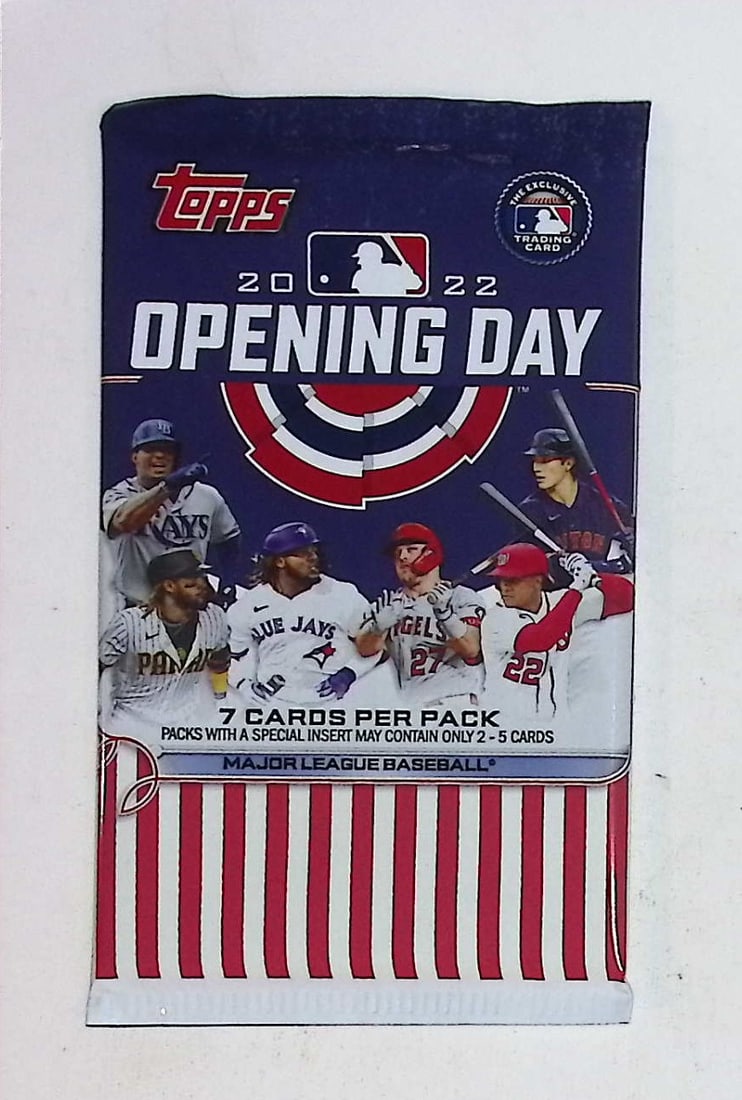 TOPPS
THE EXCLUSIVE
TRADING
CARD
20 22
OPENING DAY
TM
RAYS
BLUE JAYS
ANGELS
27
22
7 CARDS PER PACK
PACKS WITH A SPECIAL INSERT MAY CONTAIN ONLY 2 - 5 CARDS
MAJOR LEAGUE BASEBALL®